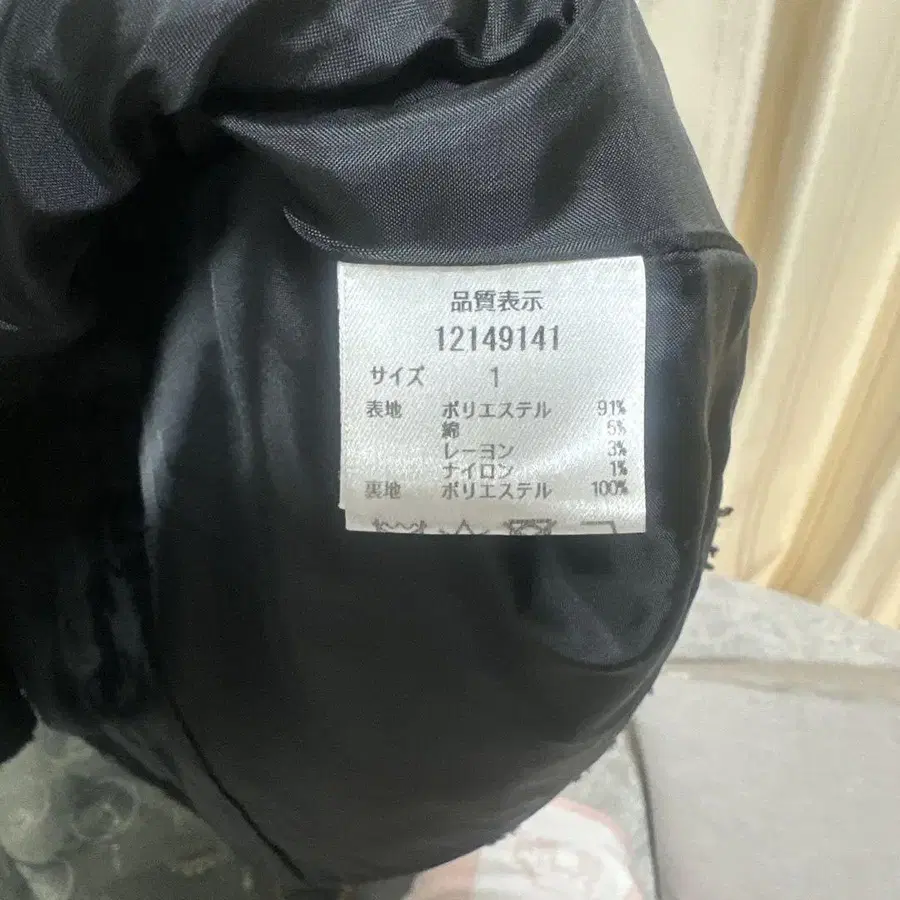 品質表示
12149141
サイズ 1
表地 ポリエステル 91%
綿 5%
レーヨン 3%
ナイロン 1%
裏地 ポリエステル 100%